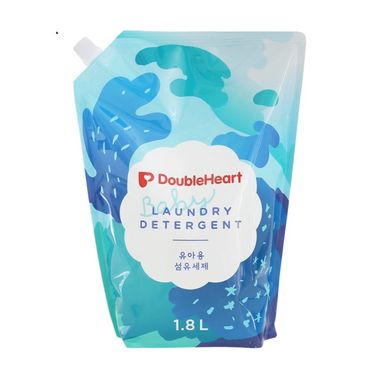 DoubleHeart
Baby
LAUNDRY
DETERGENT
유아용
섬유세제
1.8 L